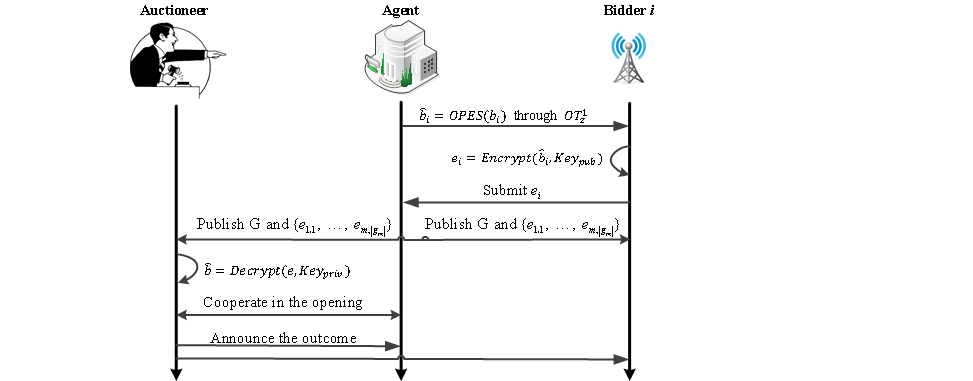 Auctioneer Agent Bidder i
b̂ᵢ = OPES(bᵢ) through OT¹_z
eᵢ = Encrypt(b̂ᵢ, Key_pub)
Submit eᵢ
Publish G and {e₁,₁, …, e_m,|g_m|} Publish G and {e₁,₁, …, e_m,|g_m|}
b̂ = Decrypt(e, Key_priv)
Cooperate in the opening
Announce the outcome